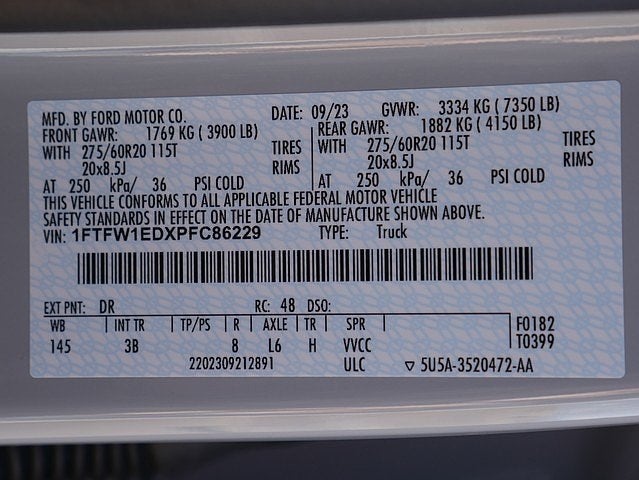 MFD. BY FORD MOTOR CO. DATE: 09/23 GVWR: 3334 KG ( 7350 LB)
FRONT GAWR: 1769 KG ( 3900 LB) REAR GAWR: 1882 KG ( 4150 LB)
WITH 275/60R20 115T TIRES WITH 275/60R20 115T TIRES
20x8.5J RIMS 20x8.5J RIMS
AT 250 kPa/ 36 PSI COLD AT 250 kPa/ 36 PSI COLD
THIS VEHICLE CONFORMS TO ALL APPLICABLE FEDERAL MOTOR VEHICLE
SAFETY STANDARDS IN EFFECT ON THE DATE OF MANUFACTURE SHOWN ABOVE.
VIN: 1FTFW1EDXPFC86229 TYPE: Truck
EXT PNT: DR RC: 48 DSO:
WB INT TR TP/PS R AXLE TR SPR F0182
145 3B 8 L6 H VVCC T0399
2202309212891 ULC ▽ 5U5A-3520472-AA